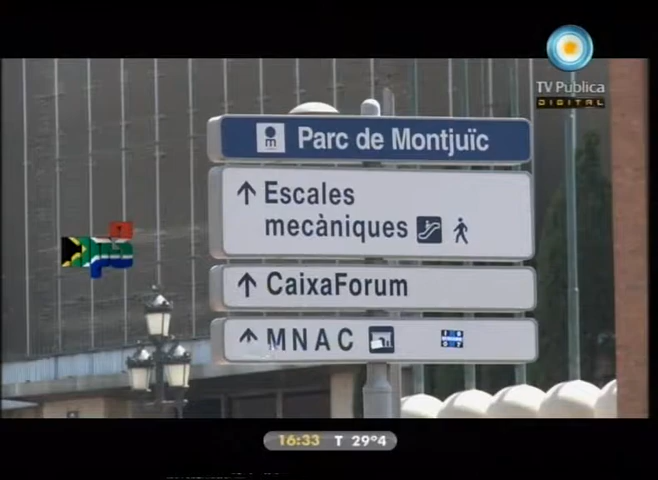 TV Pública
DIGITAL
m Parc de Montjuïc
Escales
mecàniques
CaixaForum
MNAC
16:33 T 29°4